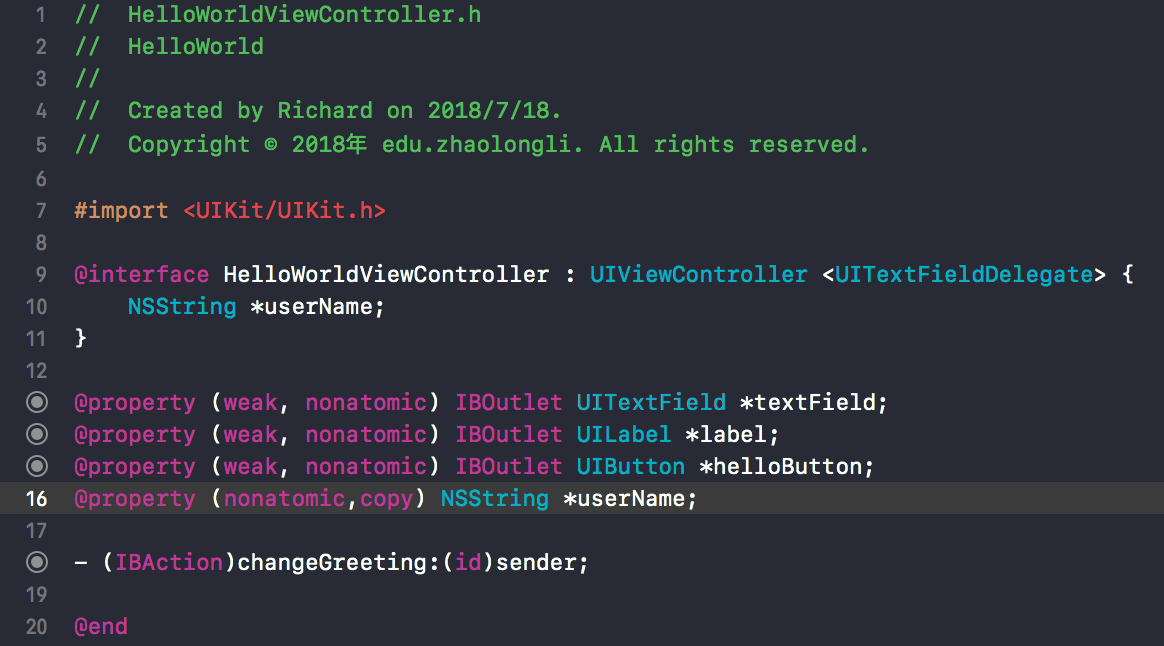 1 //  HelloWorldViewController.h
2 //  HelloWorld
3 //
4 //  Created by Richard on 2018/7/18.
5 //  Copyright © 2018年 edu.zhaolongli. All rights reserved.
6
7 #import <UIKit/UIKit.h>
8
9 @interface HelloWorldViewController : UIViewController <UITextFieldDelegate> {
10     NSString *userName;
11 }
12
@property (weak, nonatomic) IBOutlet UITextField *textField;
@property (weak, nonatomic) IBOutlet UILabel *label;
@property (weak, nonatomic) IBOutlet UIButton *helloButton;
16 @property (nonatomic,copy) NSString *userName;
17
- (IBAction)changeGreeting:(id)sender;
19
20 @end